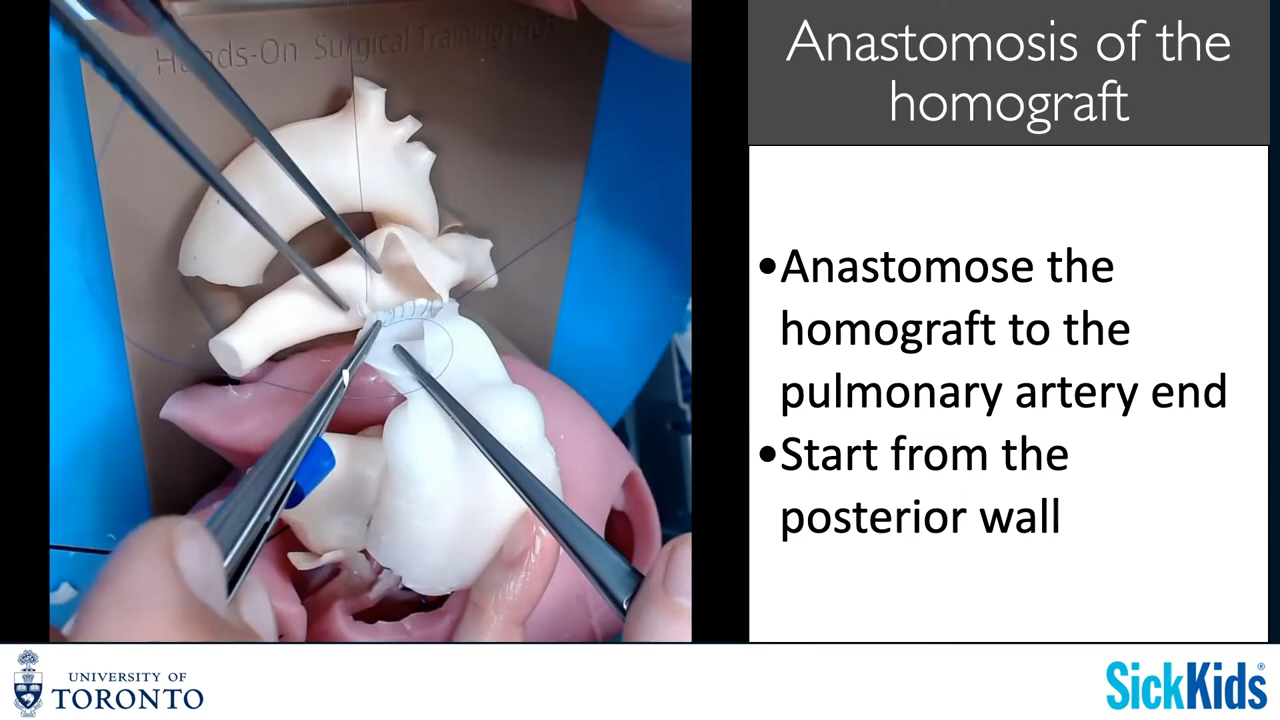 Hands-On Surgical Training
Anastomosis of the
homograft
•Anastomose the
homograft to the
pulmonary artery end
•Start from the
posterior wall
UNIVERSITY OF
TORONTO
SickKids®